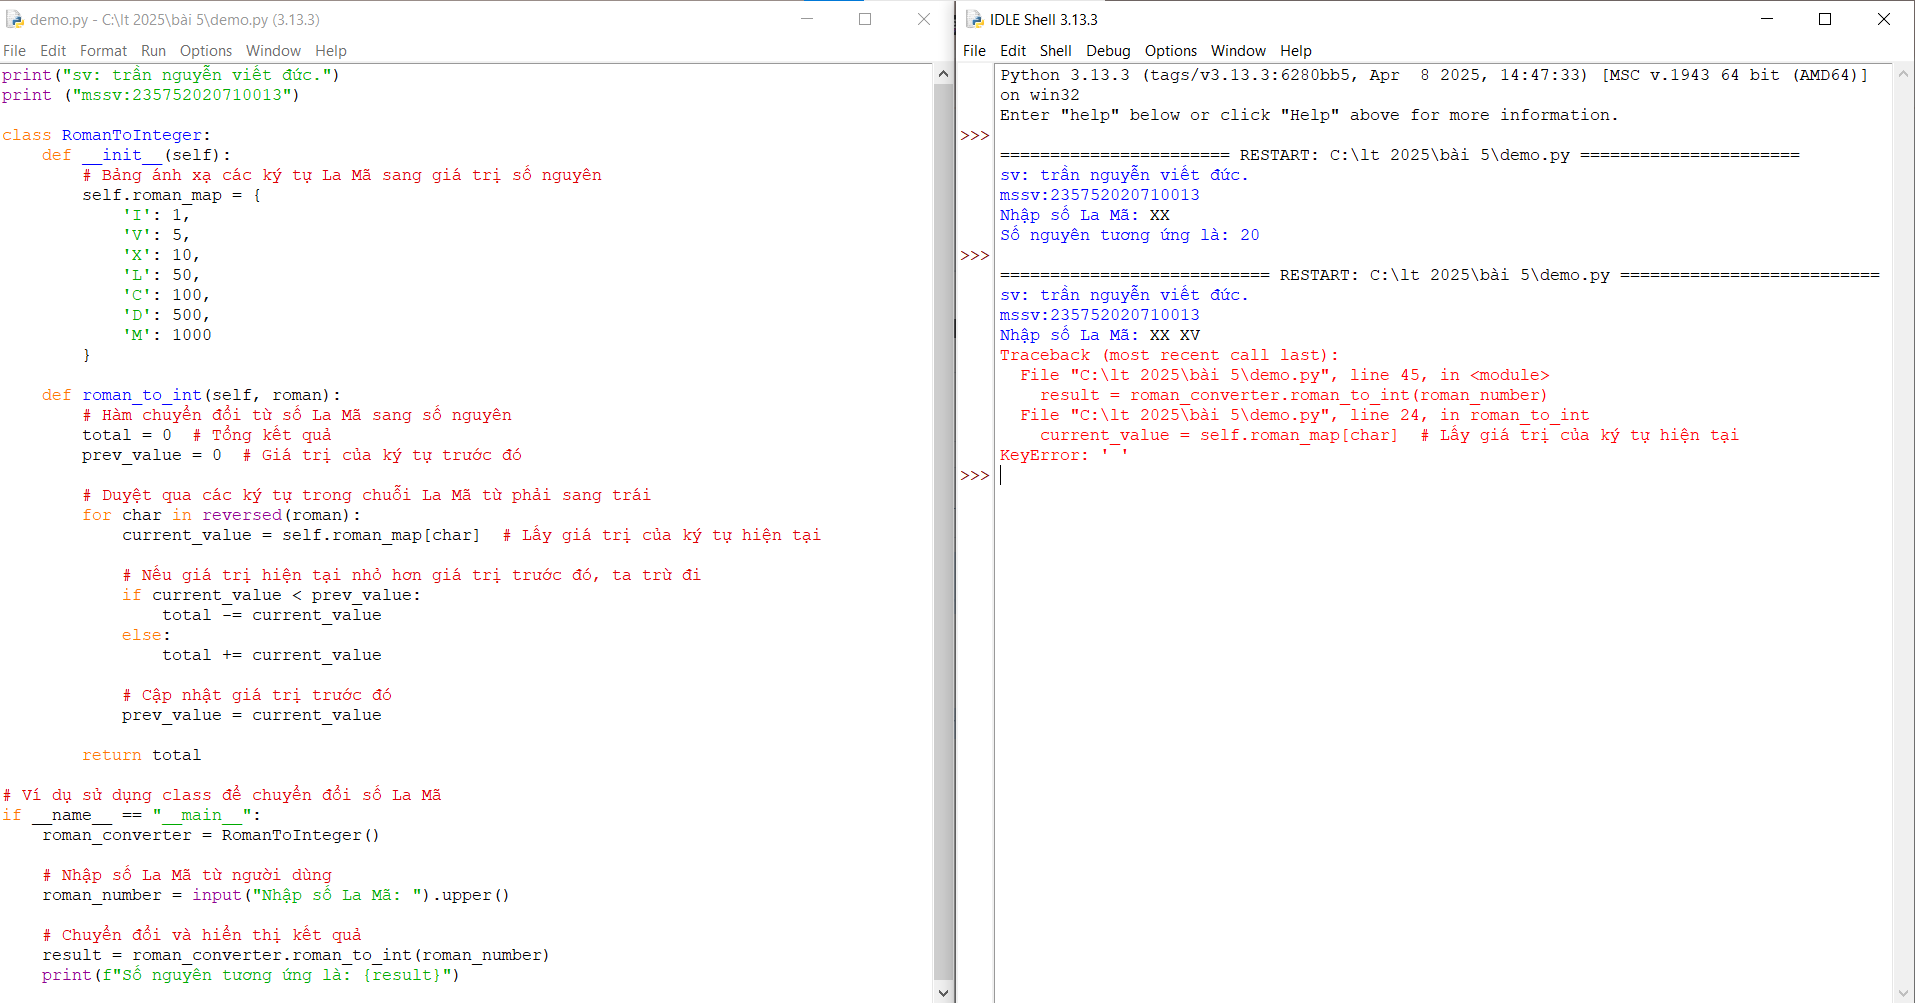 demo.py - C:\lt 2025\bài 5\demo.py (3.13.3)
File Edit Format Run Options Window Help
print("sv: trần nguyễn viết đức.")
print ("mssv:235752020710013")

class RomanToInteger:
    def __init__(self):
        # Bảng ánh xạ các ký tự La Mã sang giá trị số nguyên
        self.roman_map = {
            'I': 1,
            'V': 5,
            'X': 10,
            'L': 50,
            'C': 100,
            'D': 500,
            'M': 1000
        }

    def roman_to_int(self, roman):
        # Hàm chuyển đổi từ số La Mã sang số nguyên
        total = 0  # Tổng kết quả
        prev_value = 0  # Giá trị của ký tự trước đó

        # Duyệt qua các ký tự trong chuỗi La Mã từ phải sang trái
        for char in reversed(roman):
            current_value = self.roman_map[char]  # Lấy giá trị của ký tự hiện tại

            # Nếu giá trị hiện tại nhỏ hơn giá trị trước đó, ta trừ đi
            if current_value < prev_value:
                total -= current_value
            else:
                total += current_value

            # Cập nhật giá trị trước đó
            prev_value = current_value

        return total

# Ví dụ sử dụng class để chuyển đổi số La Mã
if __name__ == "__main__":
    roman_converter = RomanToInteger()

    # Nhập số La Mã từ người dùng
    roman_number = input("Nhập số La Mã: ").upper()

    # Chuyển đổi và hiển thị kết quả
    result = roman_converter.roman_to_int(roman_number)
    print(f"Số nguyên tương ứng là: {result}")
IDLE Shell 3.13.3
File Edit Shell Debug Options Window Help
Python 3.13.3 (tags/v3.13.3:6280bb5, Apr  8 2025, 14:47:33) [MSC v.1943 64 bit (AMD64)]
on win32
Enter "help" below or click "Help" above for more information.
>>>
======================= RESTART: C:\lt 2025\bài 5\demo.py ======================
sv: trần nguyễn viết đức.
mssv:235752020710013
Nhập số La Mã: XX
Số nguyên tương ứng là: 20
>>>
=========================== RESTART: C:\lt 2025\bài 5\demo.py ==========================
sv: trần nguyễn viết đức.
mssv:235752020710013
Nhập số La Mã: XX XV
Traceback (most recent call last):
  File "C:\lt 2025\bài 5\demo.py", line 45, in <module>
    result = roman_converter.roman_to_int(roman_number)
  File "C:\lt 2025\bài 5\demo.py", line 24, in roman_to_int
    current_value = self.roman_map[char]  # Lấy giá trị của ký tự hiện tại
KeyError: ' '
>>>